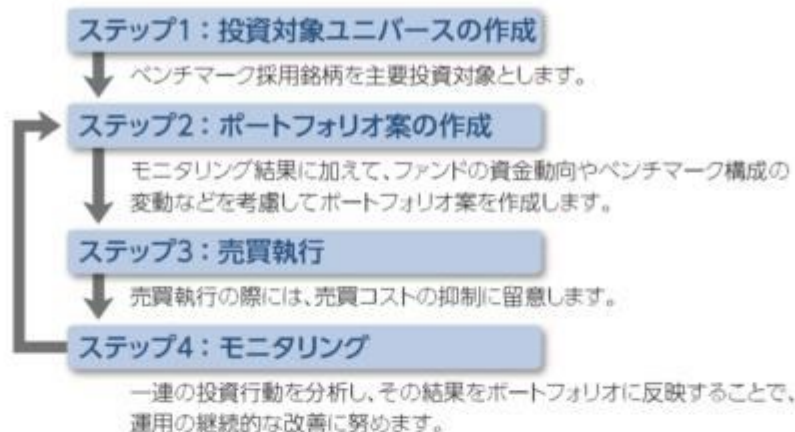 ステップ1：投資対象ユニバースの作成
ベンチマーク採用銘柄を主要投資対象とします。
ステップ2：ポートフォリオ案の作成
モニタリング結果に加えて、ファンドの資金動向やベンチマーク構成の
変動などを考慮してポートフォリオ案を作成します。
ステップ3：売買執行
売買執行の際には、売買コストの抑制に留意します。
ステップ4：モニタリング
一連の投資行動を分析し、その結果をポートフォリオに反映することで、
運用の継続的な改善に努めます。